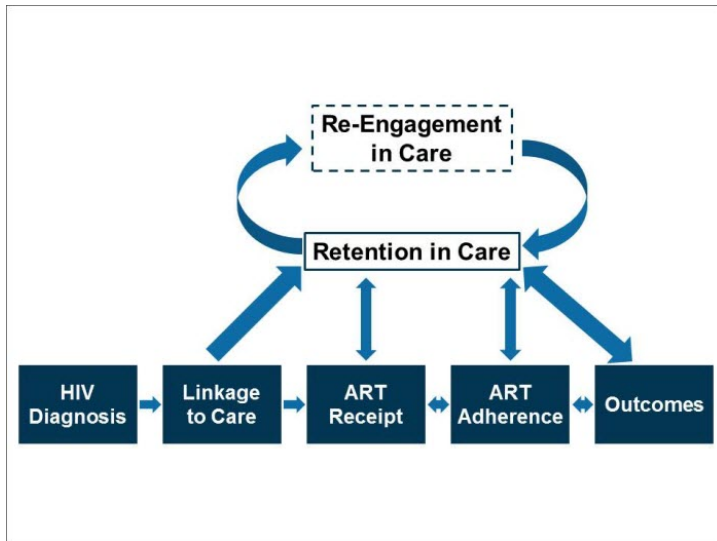 Re-Engagement
in Care
Retention in Care
HIV
Diagnosis
Linkage
to Care
ART
Receipt
ART
Adherence
Outcomes